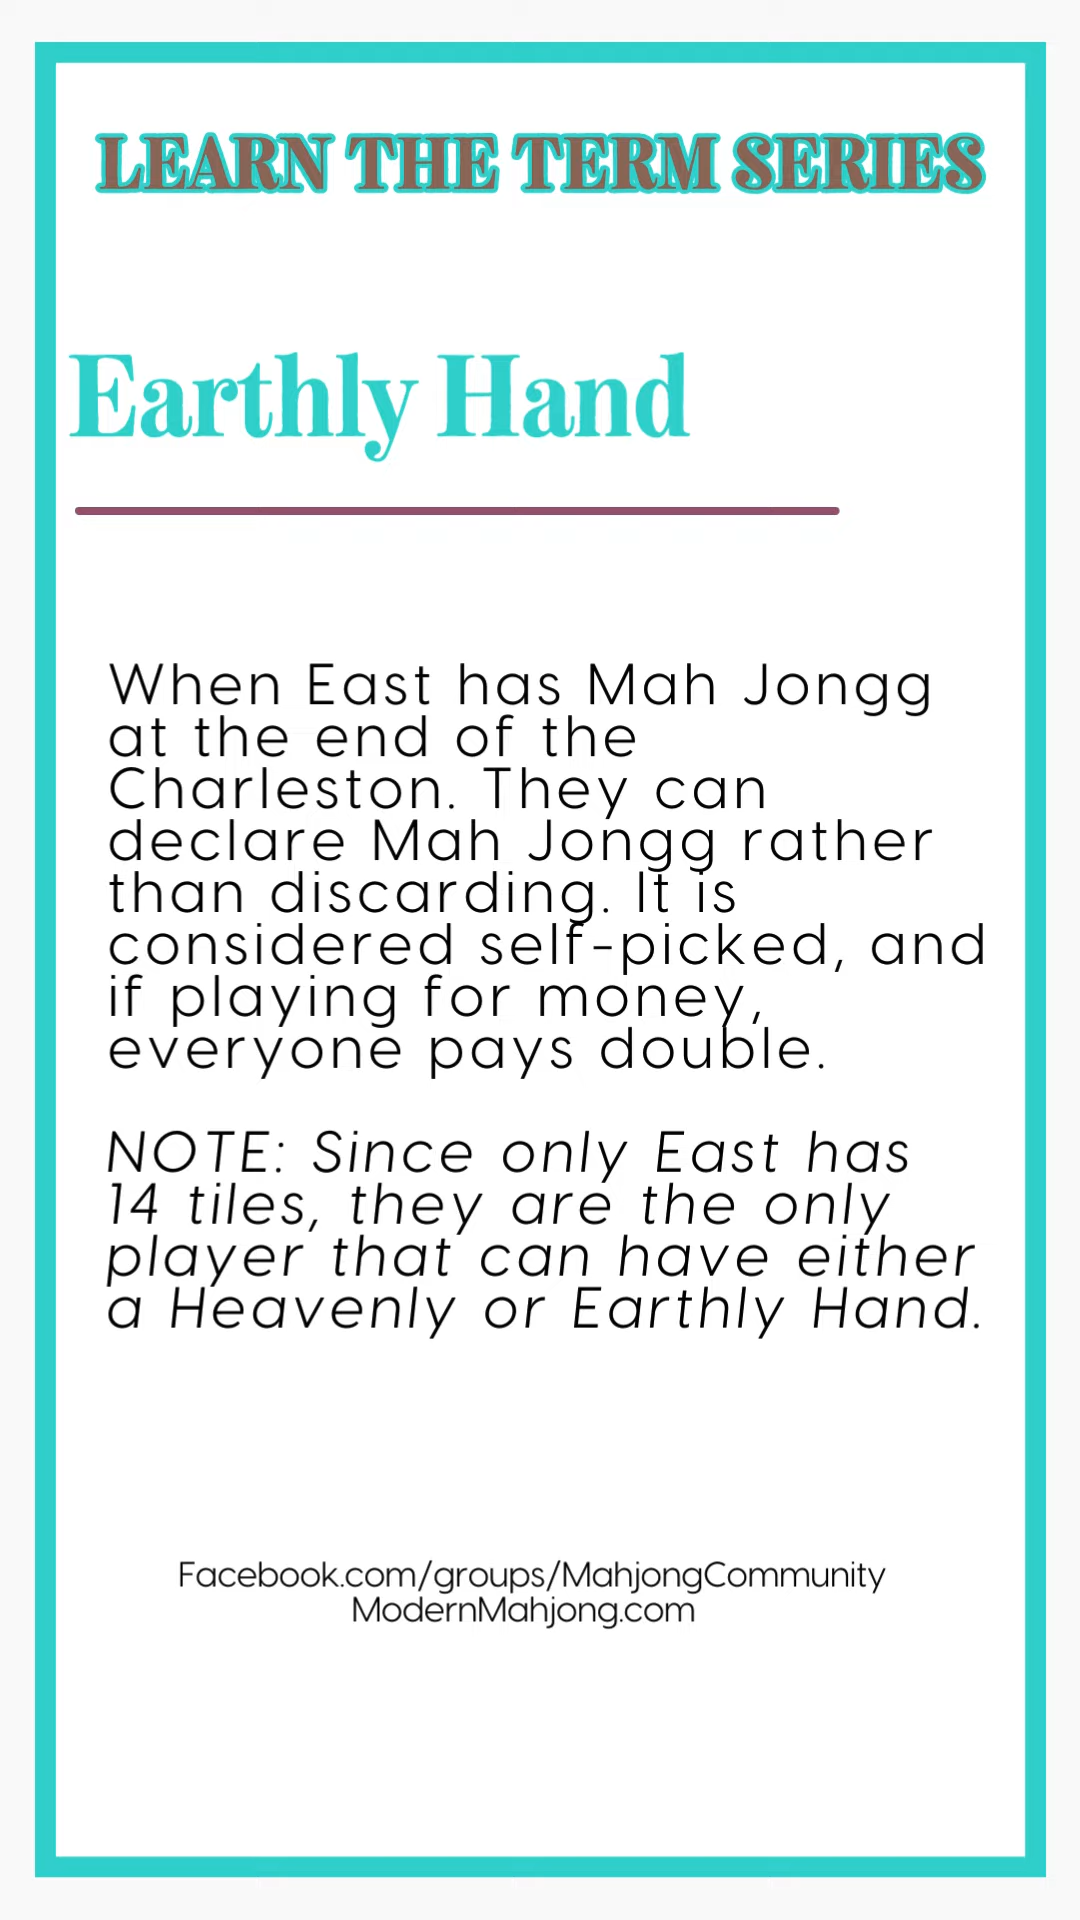 LEARN THE TERM SERIES
Earthly Hand
When East has Mah Jongg
at the end of the
Charleston. They can
declare Mah Jongg rather
than discarding. It is
considered self-picked, and
if playing for money,
everyone pays double.
NOTE: Since only East has
14 tiles, they are the only
player that can have either
a Heavenly or Earthly Hand.
Facebook.com/groups/MahjongCommunity
ModernMahjong.com